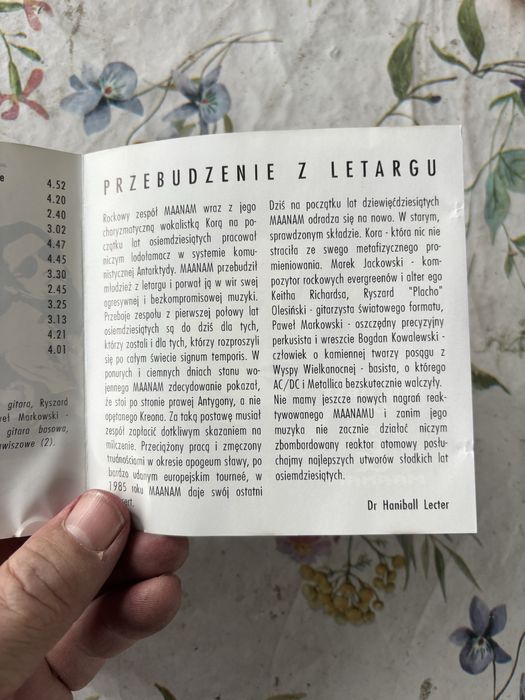 e
4.52
4.20
2.40
3.02
4.47
4.45
3.30
2.45
3.25
3.13
4.21
4.01
gitara, Ryszard
Markowski -
gitara basowa,
wiszowe (2).
PRZEBUDZENIE Z LETARGU
Rockowy zespół MAANAM wraz z jego
charyzmatyczną wokalistką Korą na po-
czątku lat osiemdziesiątych pracował
niczym lodołamacz w systemie komu-
nistycznej Antarktydy. MAANAM przebudził
młodzież z letargu i porwał ją w wir swej
agresywnej i bezkompromisowej muzyki.
Przeboje zespołu z pierwszej połowy lat
osiemdziesiątych są do dziś dla tych,
którzy zostali i dla tych, którzy rozproszyli
się po całym świecie signum temporis. W
ponurych i ciemnych dniach stanu wo-
jennego MAANAM zdecydowanie pokazał,
że stoi po stronie prawej Antygony, a nie
opętanego Kreona. Za taką postawę musiał
zespół zapłacić dotkliwym skazaniem na
milczenie. Przeciążony pracą i zmęczony
trudnościami w okresie apogeum sławy, po
bardzo udanym europejskim tourneé, w
1985 roku MAANAM daje swój ostatni
cert.
Dziś na początku lat dziewięćdziesiątych
MAANAM odradza się na nowo. W starym,
sprawdzonym składzie. Kora - która nic nie
straciła ze swego metafizycznego pro-
mieniowania. Marek Jackowski - kom-
pozytor rockowych evergreenów i alter ego
Keitha Richardsa, Ryszard "Placho"
Olesiński - gitarzysta światowego formatu,
Paweł Markowski - oszczędny precyzyjny
perkusista i wreszcie Bogdan Kowalewski -
człowiek o kamiennej twarzy posągu z
Wyspy Wielkanocnej - basista, o którego
AC/DC i Metallica bezskutecznie walczyły.
Nie mamy jeszcze nowych nagrań reak-
tywowanego MAANAMU i zanim jego
muzyka nie zacznie działać niczym
zbombardowany reaktor atomowy posłu-
chajmy najlepszych utworów słodkich lat
osiemdziesiątych.
Dr Haniball Lecter